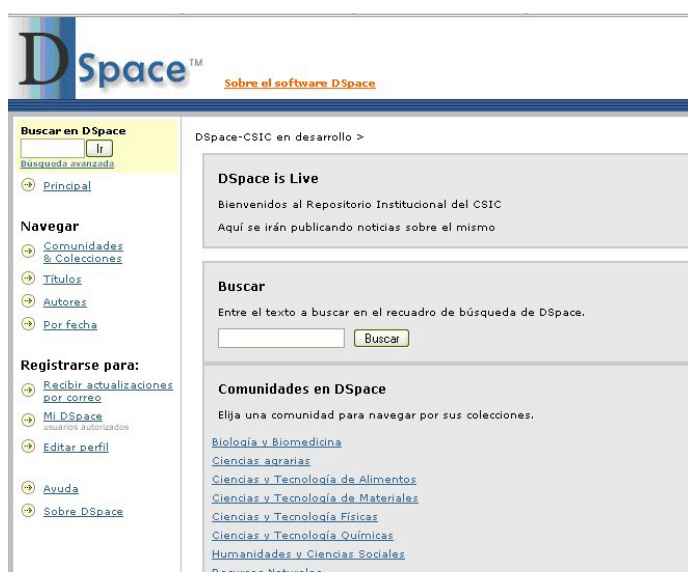 DSpace™
Sobre el software DSpace
Buscar en DSpace
Ir
Búsqueda avanzada
Principal
Navegar
Comunidades
& Colecciones
Títulos
Autores
Por fecha
Registrarse para:
Recibir actualizaciones
por correo
Mi DSpace
usuarios autorizados
Editar perfil
Ayuda
Sobre DSpace
DSpace-CSIC en desarrollo >
DSpace is Live
Bienvenidos al Repositorio Institucional del CSIC
Aquí se irán publicando noticias sobre el mismo
Buscar
Entre el texto a buscar en el recuadro de búsqueda de DSpace.
Buscar
Comunidades en DSpace
Elija una comunidad para navegar por sus colecciones.
Biología y Biomedicina
Ciencias agrarias
Ciencias y Tecnología de Alimentos
Ciencias y Tecnología de Materiales
Ciencias y Tecnología Físicas
Ciencias y Tecnología Químicas
Humanidades y Ciencias Sociales
Recursos Naturales